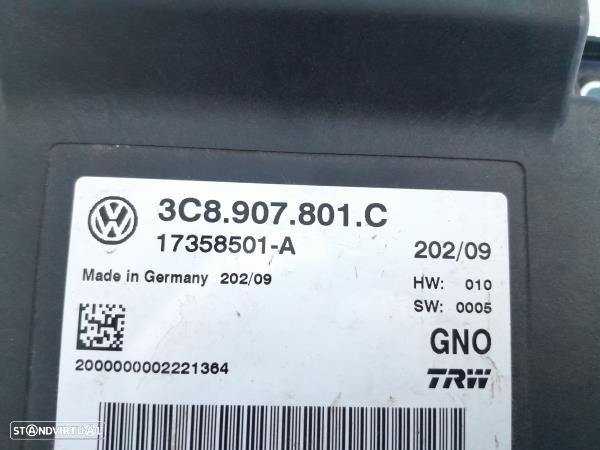 3C8.907.801.C
17358501-A 202/09
Made in Germany 202/09 HW: 010
SW: 0005
GNO
2000000002221364 TRW
STANDVIRTUAL